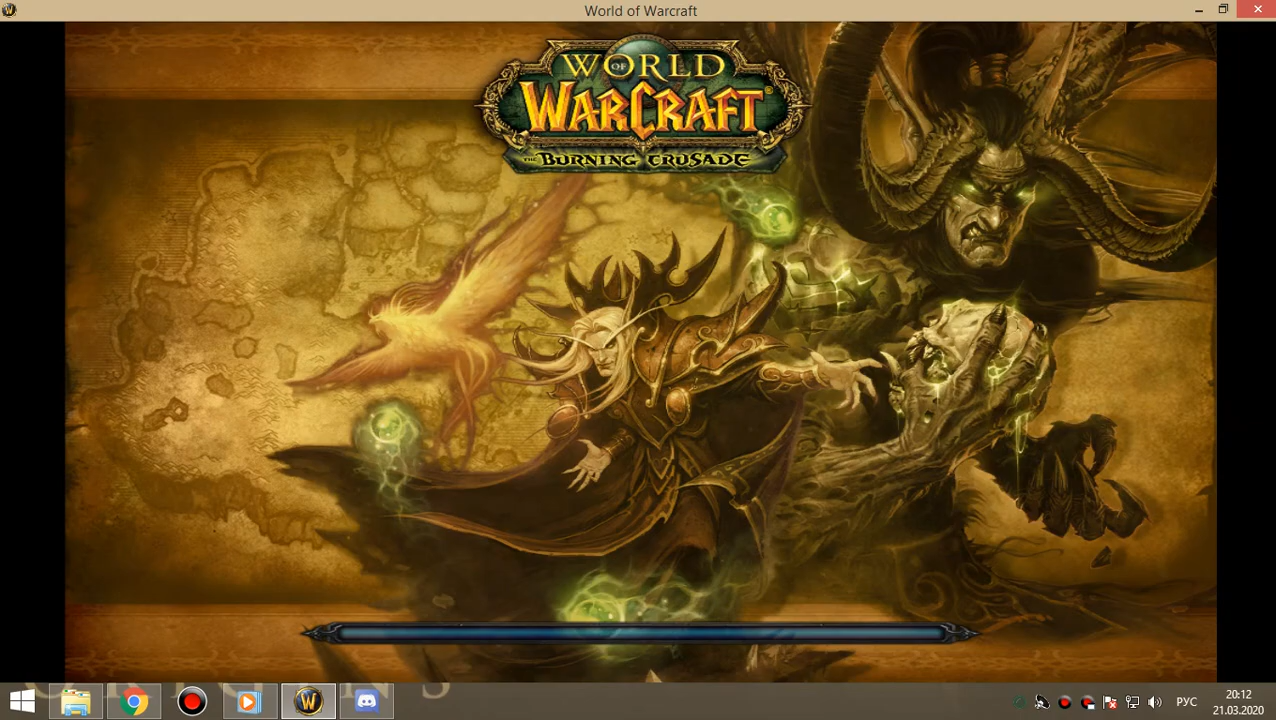 World of Warcraft
WORLD
OF
WARCRAFT®
THE BURNING CRUSADE
РУС
20:12
21.03.2020